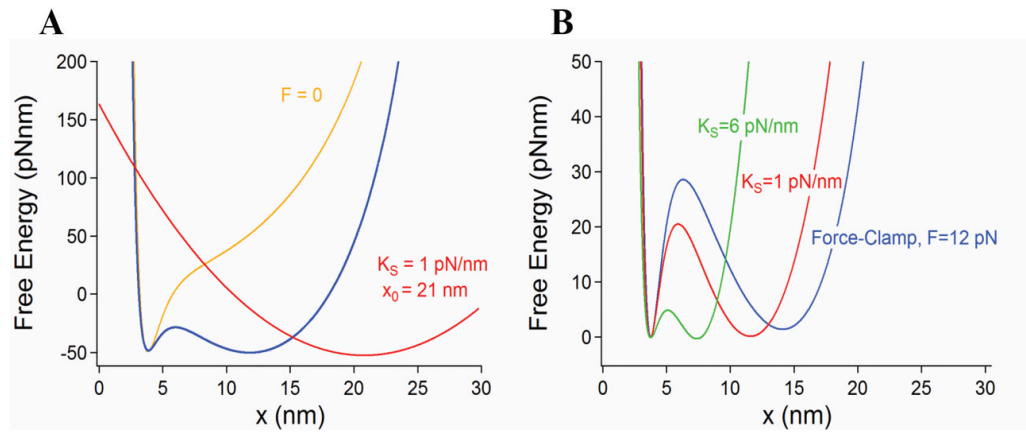 A
B
Free Energy (pNnm)
200
150
100
50
0
-50
F = 0
K_S = 1 pN/nm
x_0 = 21 nm
0 5 10 15 20 25 30
x (nm)
Free Energy (pNnm)
50
40
30
20
10
0
K_S=6 pN/nm
K_S=1 pN/nm
Force-Clamp, F=12 pN
0 5 10 15 20 25 30
x (nm)